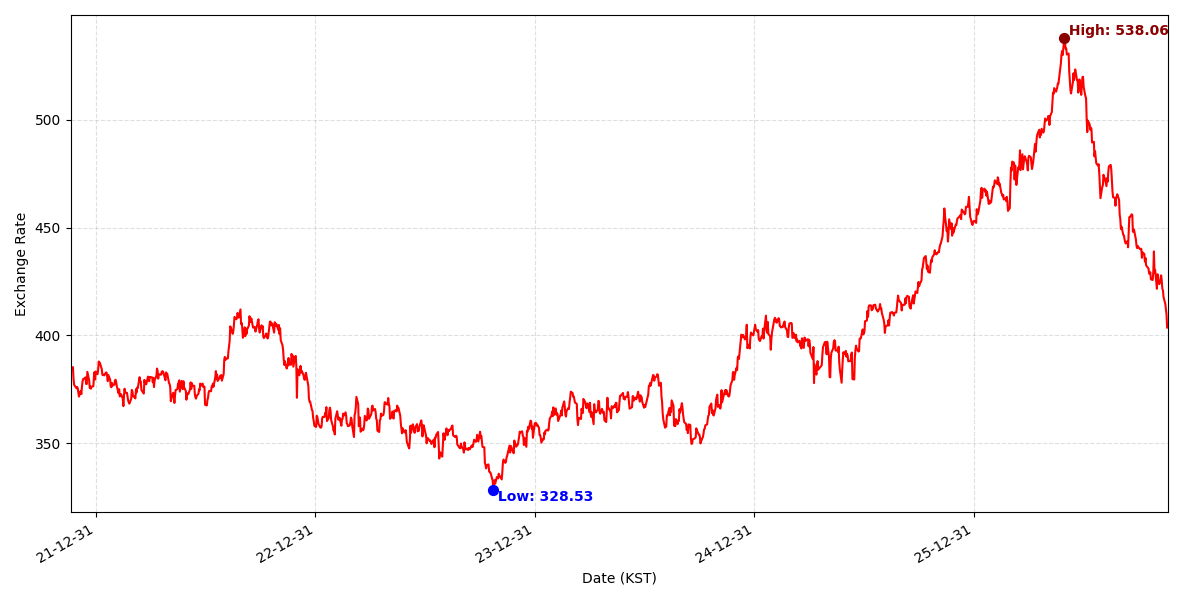 High: 538.06
500
450
400
350
Exchange Rate
Low: 328.53
21-12-31
22-12-31
23-12-31
24-12-31
25-12-31
Date (KST)